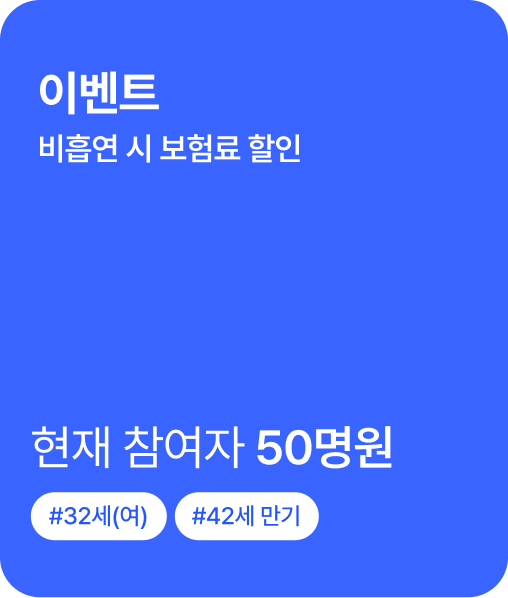 이벤트
비흡연 시 보험료 할인
현재 참여자 50명원
#32세(여) #42세 만기